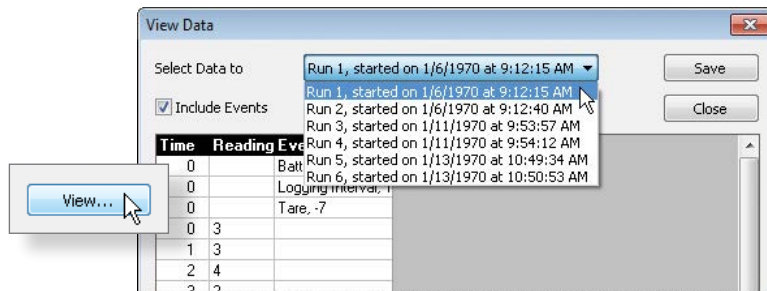 View Data
Select Data to Run 1, started on 1/6/1970 at 9:12:15 AM Save
Run 1, started on 1/6/1970 at 9:12:15 AM
Include Events Run 2, started on 1/6/1970 at 9:12:40 AM Close
Run 3, started on 1/11/1970 at 9:53:57 AM
Run 4, started on 1/11/1970 at 9:54:12 AM
Run 5, started on 1/13/1970 at 10:49:34 AM
Run 6, started on 1/13/1970 at 10:50:53 AM
Time Reading
0
0 Logging Interval,
0 Tare, -7
0 3
1 3
2 4
View...